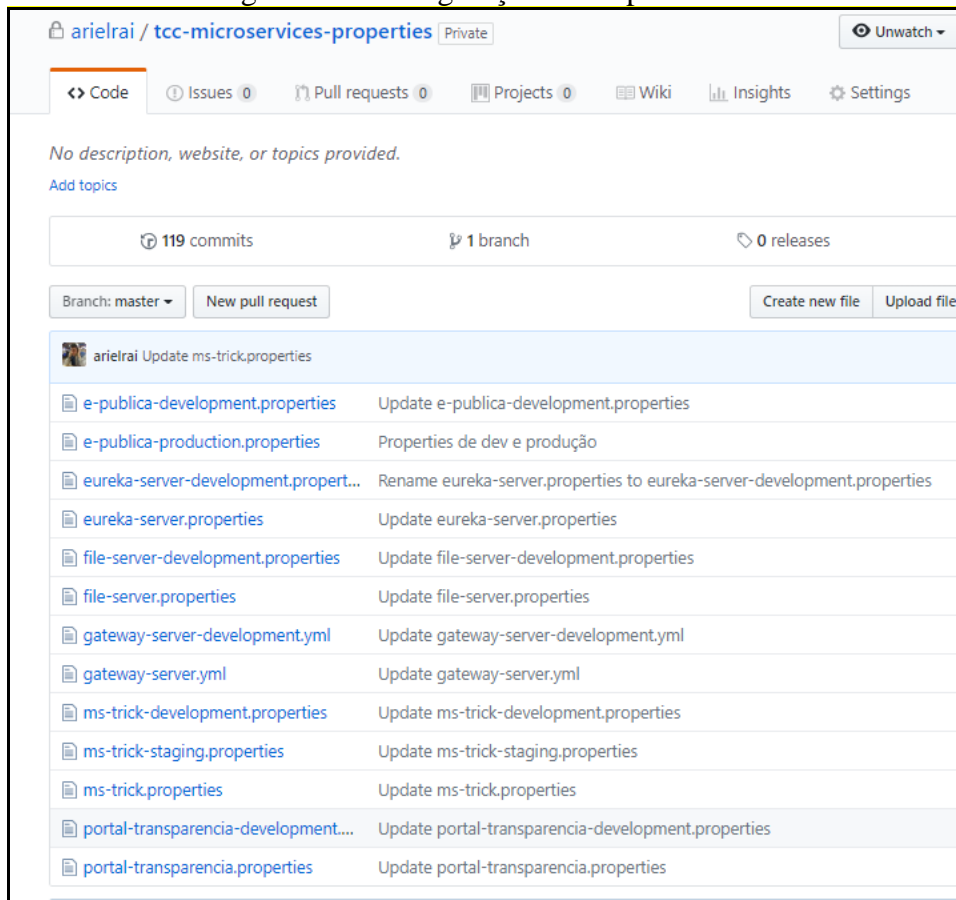 arielrai / tcc-microservices-properties Private Unwatch
Code Issues 0 Pull requests 0 Projects 0 Wiki Insights Settings
No description, website, or topics provided.
Add topics
119 commits 1 branch 0 releases
Branch: master New pull request Create new file Upload file
arielrai Update ms-trick.properties
e-publica-development.properties Update e-publica-development.properties
e-publica-production.properties Properties de dev e produção
eureka-server-development.propert... Rename eureka-server.properties to eureka-server-development.properties
eureka-server.properties Update eureka-server.properties
file-server-development.properties Update file-server-development.properties
file-server.properties Update file-server.properties
gateway-server-development.yml Update gateway-server-development.yml
gateway-server.yml Update gateway-server.yml
ms-trick-development.properties Update ms-trick-development.properties
ms-trick-staging.properties Update ms-trick-staging.properties
ms-trick.properties Update ms-trick.properties
portal-transparencia-development.... Update portal-transparencia-development.properties
portal-transparencia.properties Update portal-transparencia.properties